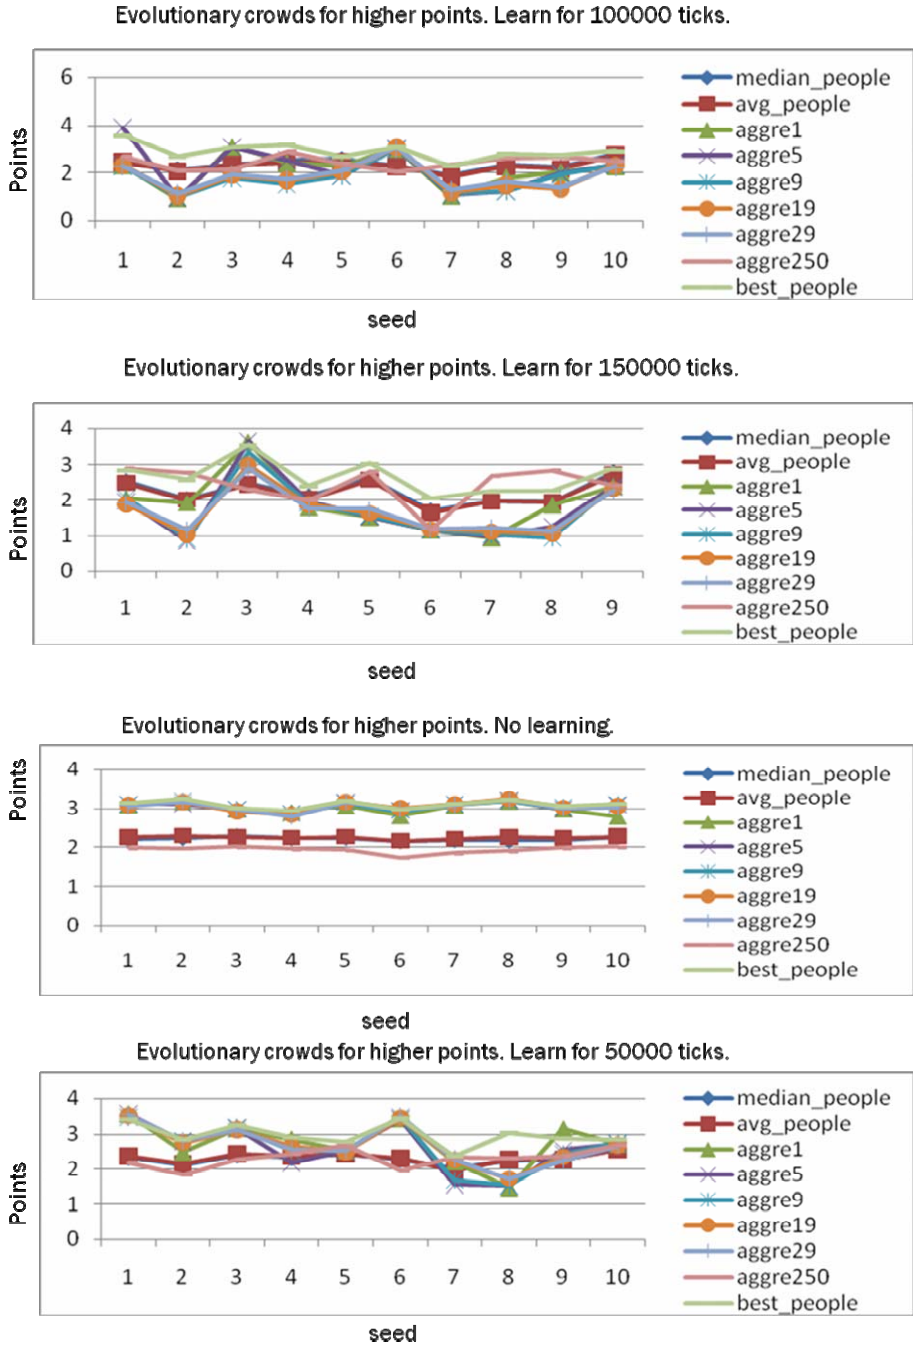 Evolutionary crowds for higher points. Learn for 100000 ticks.
Points
6
4
2
0
1 2 3 4 5 6 7 8 9 10
median_people
avg_people
aggre1
aggre5
aggre9
aggre19
aggre29
aggre250
best_people
seed
Evolutionary crowds for higher points. Learn for 150000 ticks.
Points
4
3
2
1
0
1 2 3 4 5 6 7 8 9
median_people
avg_people
aggre1
aggre5
aggre9
aggre19
aggre29
aggre250
best_people
seed
Evolutionary crowds for higher points. No learning.
Points
4
3
2
1
0
1 2 3 4 5 6 7 8 9 10
median_people
avg_people
aggre1
aggre5
aggre9
aggre19
aggre29
aggre250
best_people
seed
Evolutionary crowds for higher points. Learn for 50000 ticks.
Points
4
3
2
1
0
1 2 3 4 5 6 7 8 9 10
median_people
avg_people
aggre1
aggre5
aggre9
aggre19
aggre29
aggre250
best_people
seed